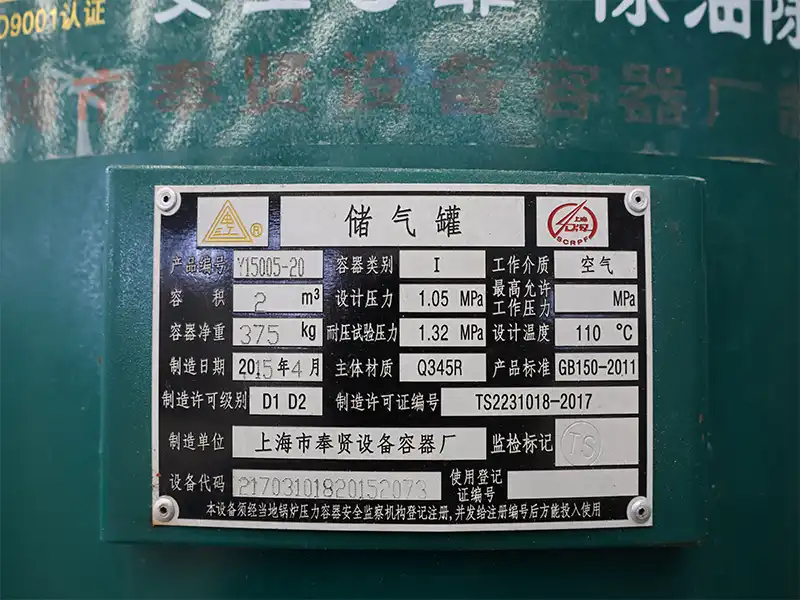 O9001认证
除油除
市奉贤设备容器厂制
储气罐
产品编号 Y15005-20 容器类别 I 工作介质 空气
容积 2 m³ 设计压力 1.05 MPa 最高允许工作压力 MPa
容器净重 375 kg 耐压试验压力 1.32 MPa 设计温度 110 ℃
制造日期 2015年4月 主体材质 Q345R 产品标准 GB150-2011
制造许可级别 D1 D2 制造许可证编号 TS2231018-2017
制造单位 上海市奉贤设备容器厂 监检标记 TS
设备代码 21703101820152073 使用登记证编号
本设备须经当地锅炉压力容器安全监察机构登记注册,并发给注册编号后方能投入使用